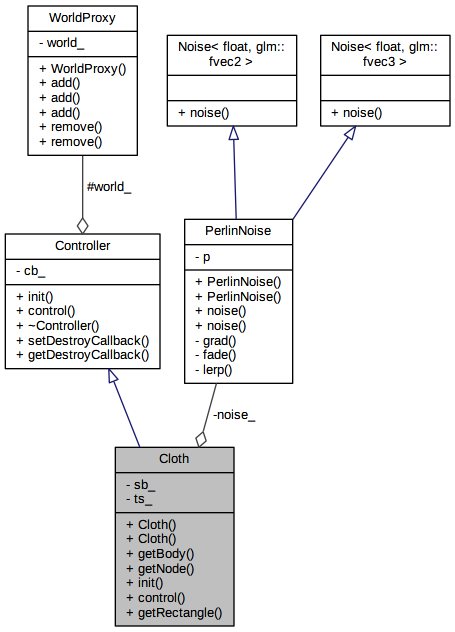 WorldProxy
- world_
+ WorldProxy()
+ add()
+ add()
+ add()
+ remove()
+ remove()
Noise< float, glm::
fvec2 >
+ noise()
Noise< float, glm::
fvec3 >
+ noise()
#world_
Controller
- cb_
+ init()
+ control()
+ ~Controller()
+ setDestroyCallback()
+ getDestroyCallback()
PerlinNoise
- p
+ PerlinNoise()
+ PerlinNoise()
+ noise()
+ noise()
- grad()
- fade()
- lerp()
-noise_
Cloth
- sb_
- ts_
+ Cloth()
+ Cloth()
+ getBody()
+ getNode()
+ init()
+ control()
+ getRectangle()